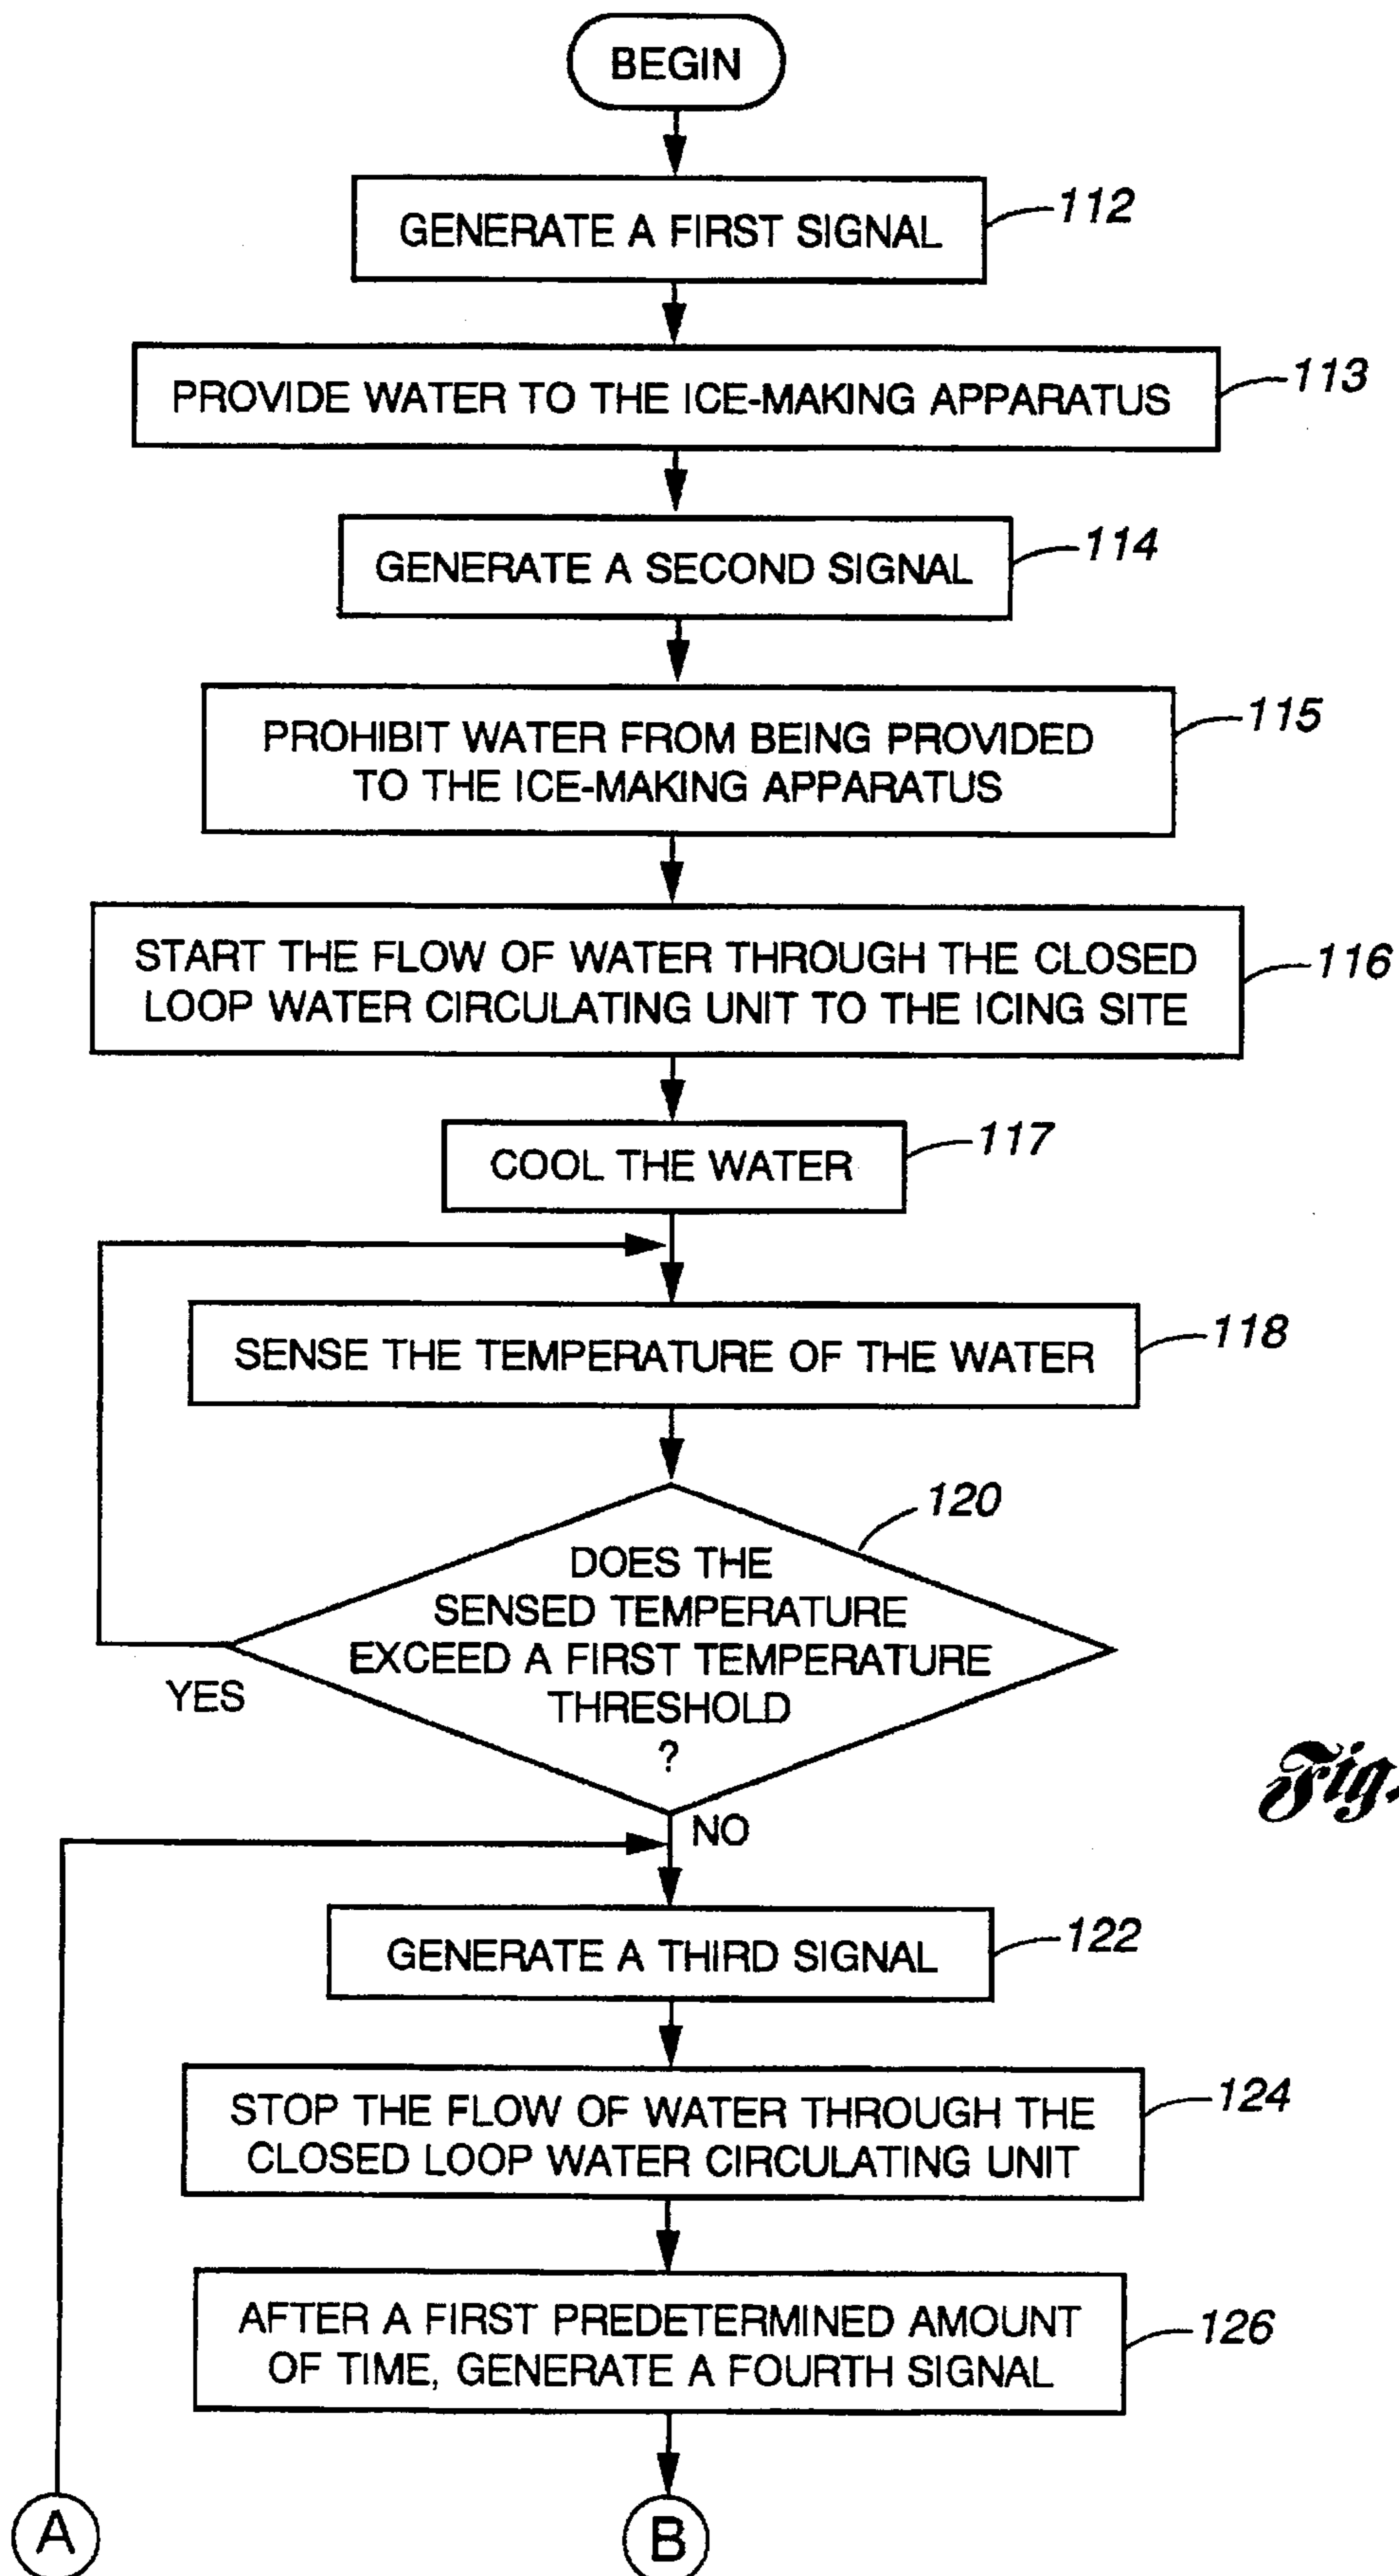 BEGIN
GENERATE A FIRST SIGNAL
112
PROVIDE WATER TO THE ICE-MAKING APPARATUS
113
GENERATE A SECOND SIGNAL
114
PROHIBIT WATER FROM BEING PROVIDED
TO THE ICE-MAKING APPARATUS
115
START THE FLOW OF WATER THROUGH THE CLOSED
LOOP WATER CIRCULATING UNIT TO THE ICING SITE
116
COOL THE WATER
117
SENSE THE TEMPERATURE OF THE WATER
118
120
DOES THE
SENSED TEMPERATURE
EXCEED A FIRST TEMPERATURE
THRESHOLD
?
YES
NO
Fig.
GENERATE A THIRD SIGNAL
122
STOP THE FLOW OF WATER THROUGH THE
CLOSED LOOP WATER CIRCULATING UNIT
124
AFTER A FIRST PREDETERMINED AMOUNT
OF TIME, GENERATE A FOURTH SIGNAL
126
A
B